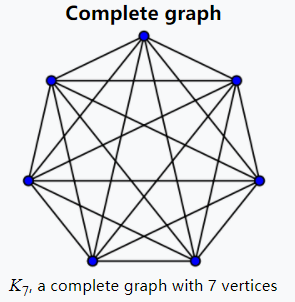 Complete graph
K₇, a complete graph with 7 vertices